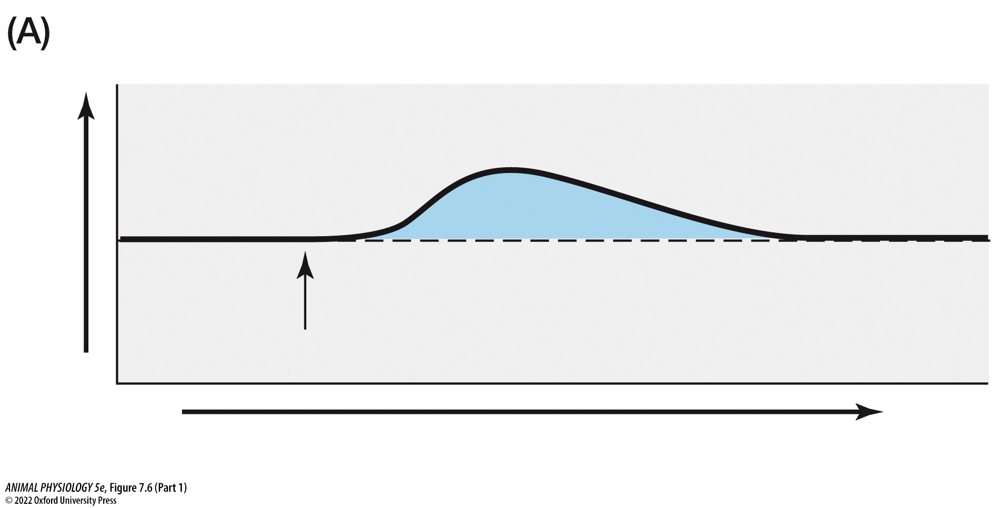 (A)
ANIMAL PHYSIOLOGY 5e, Figure 7.6 (Part 1)
© 2022 Oxford University Press